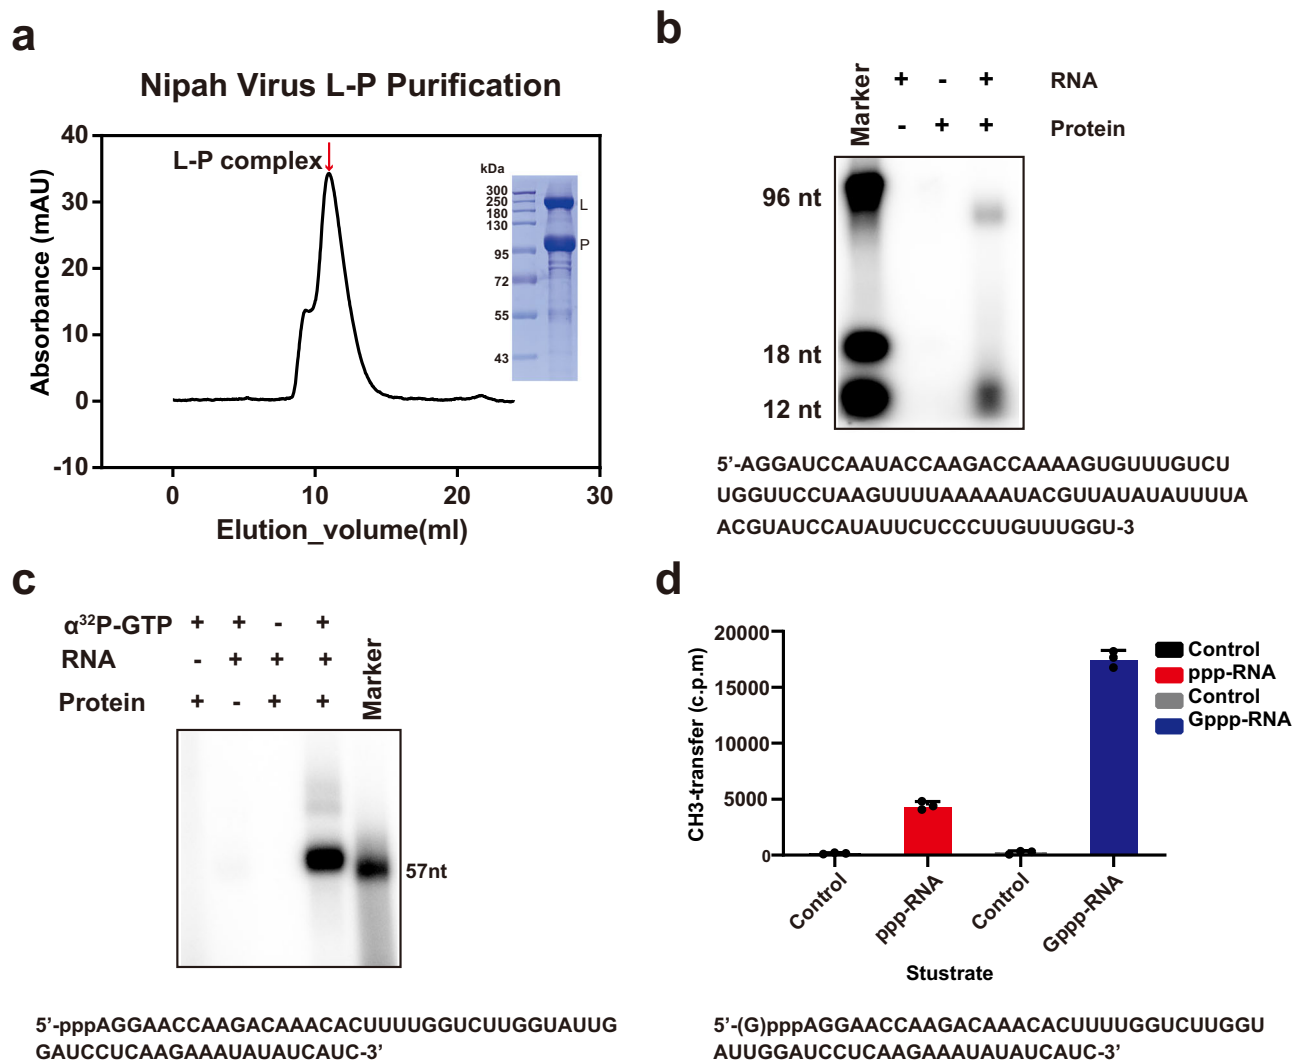 a
Nipah Virus L-P Purification
Absorbance (mAU)
40
30
20
10
0
-10
0
10
20
30
Elution_volume(ml)
L-P complex
kDa
300
250
180
130
95
72
55
43
L
P
b
Marker
+ - + RNA
- + + Protein
96 nt
18 nt
12 nt
5’-AGGAUCCAAUACCAAGACCAAAAGUGUUUGUCU
UGGUUCCUAAGUUUUAAAAAUACGUUAUAUAUUUUA
ACGUAUCCAUAUUCUCCCUUGUUUGGU-3
c
α32P-GTP + + - +
RNA - + + +
Protein + - + +
Marker
57nt
5’-pppAGGAACCAAGACAAACACUUUUGGUCUUGGUAUUG
GAUCCUCAAGAAAUAUAUCAUC-3’
d
CH3-transfer (c.p.m)
20000
15000
10000
5000
0
Control
ppp-RNA
Control
Gppp-RNA
Stustrate
Control
ppp-RNA
Control
Gppp-RNA
5’-(G)pppAGGAACCAAGACAAACACUUUUGGUCUUGGU
AUUGGAUCCUCAAGAAAUAUAUCAUC-3’